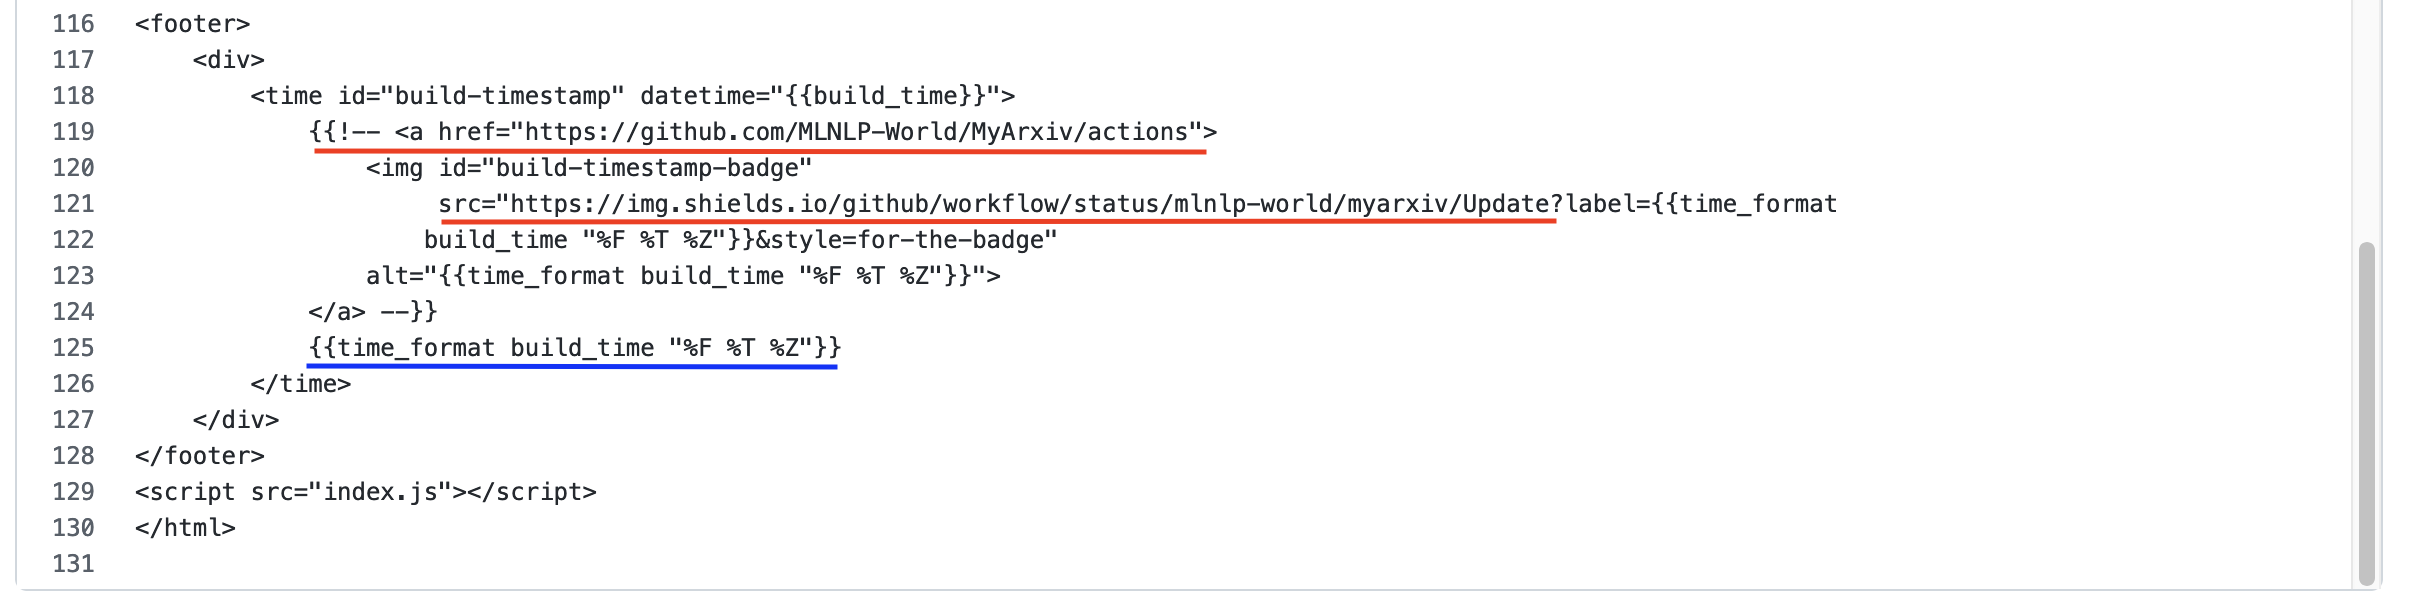 116 <footer>
117 <div>
118 <time id="build-timestamp" datetime="{{build_time}}">
119 {{!-- <a href="https://github.com/MLNLP-World/MyArxiv/actions">
120 <img id="build-timestamp-badge"
121 src="https://img.shields.io/github/workflow/status/mlnlp-world/myarxiv/Update?label={{time_format
122 build_time "%F %T %Z"}}&style=for-the-badge"
123 alt="{{time_format build_time "%F %T %Z"}}">
124 </a> --}}
125 {{time_format build_time "%F %T %Z"}}
126 </time>
127 </div>
128 </footer>
129 <script src="index.js"></script>
130 </html>
131